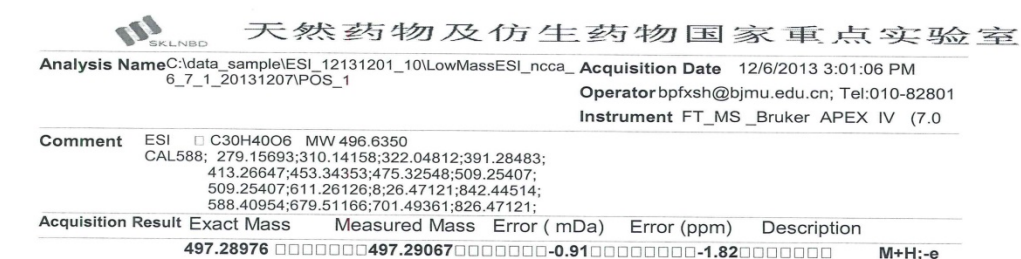 SKLNBD 天然药物及仿生药物国家重点实验室
Analysis Name C:\data_sample\ESI_12131201_10\LowMassESI_ncca_ Acquisition Date 12/6/2013 3:01:06 PM
6_7_1_20131207\POS_1
Operator bpfxsh@bjmu.edu.cn; Tel:010-82801
Instrument FT_MS _Bruker APEX IV (7.0
Comment ESI □ C30H40O6 MW 496.6350
CAL588; 279.15693;310.14158;322.04812;391.28483;
413.26647;453.34353;475.32548;509.25407;
509.25407;611.26126;8;26.47121;842.44514;
588.40954;679.51166;701.49361;826.47121;
Acquisition Result Exact Mass Measured Mass Error ( mDa) Error (ppm) Description
497.28976 □□□□□□□497.29067□□□□□□□-0.91□□□□□□□□-1.82□□□□□□□ M+H;-e